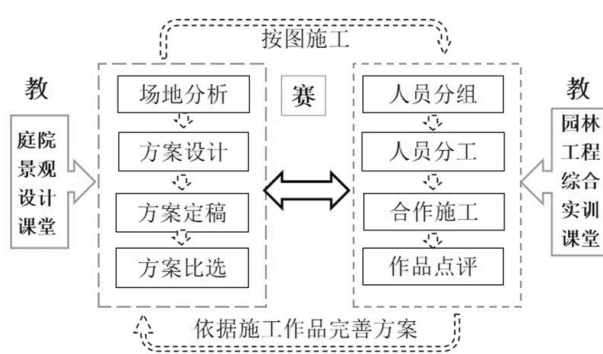 按图施工
教
庭院
景观
设计
课堂
场地分析
方案设计
方案定稿
方案比选
赛
人员分组
人员分工
合作施工
作品点评
教
园林
工程
综合
实训
课堂
依据施工作品完善方案